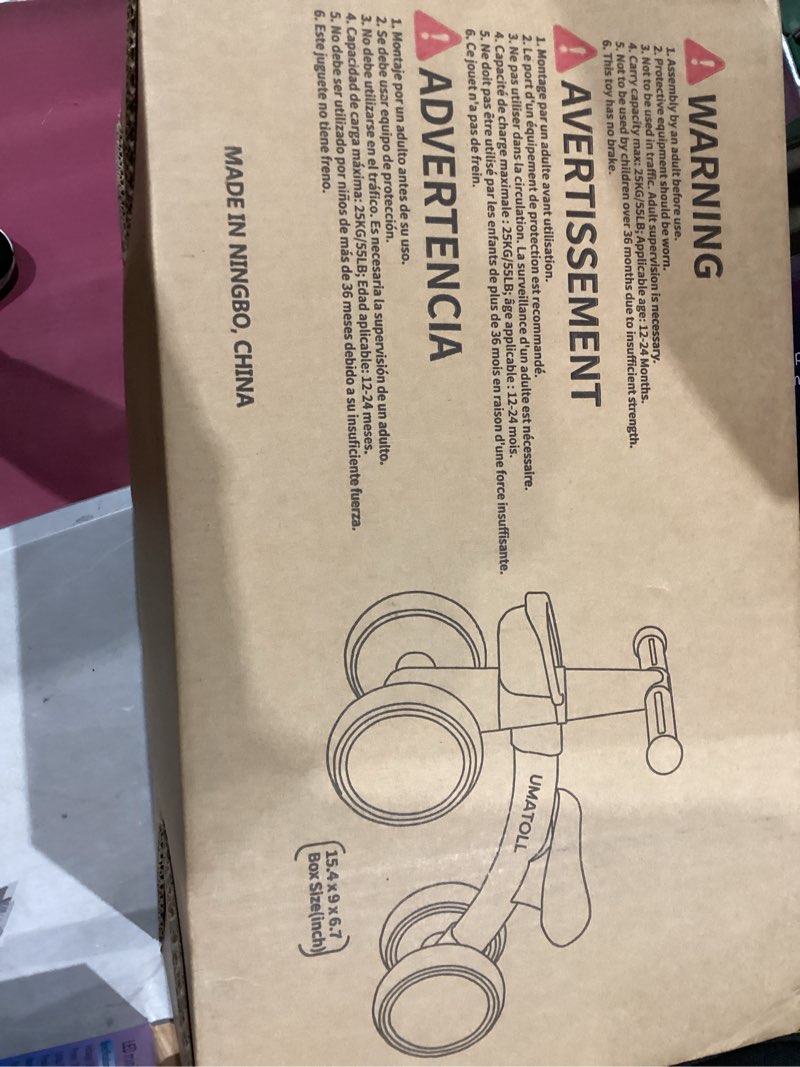 WARNING
1. Assembly by an adult before use.
2. Protective equipment should be worn.
3. Not to be used in traffic. Adult supervision is necessary.
4. Carry capacity max: 25KG/55LB; Applicable age: 12-24 Months.
5. Not to be used by children over 36 months due to insufficient strength.
6. This toy has no brake.
AVERTISSEMENT
1. Montage par un adulte avant utilisation.
2. Le port d'un équipement de protection est recommandé.
3. Ne pas utiliser dans la circulation. La surveillance d'un adulte est nécessaire.
4. Capacité de charge maximale : 25KG/55LB; âge applicable : 12-24 mois.
5. Ne doit pas être utilisé par les enfants de plus de 36 mois en raison d'une force insuffisante.
6. Ce jouet n'a pas de frein.
ADVERTENCIA
1. Montaje por un adulto antes de su uso.
2. Se debe usar equipo de protección.
3. No debe utilizarse en el tráfico. Es necesaria la supervisión de un adulto.
4. Capacidad de carga máxima: 25KG/55LB; Edad aplicable: 12-24 meses.
5. No debe ser utilizado por niños de más de 36 meses debido a su insuficiente fuerza.
6. Este juguete no tiene freno.
MADE IN NINGBO, CHINA
UMATOLL
15.4 x 9 x 6.7
Box Size(inch)